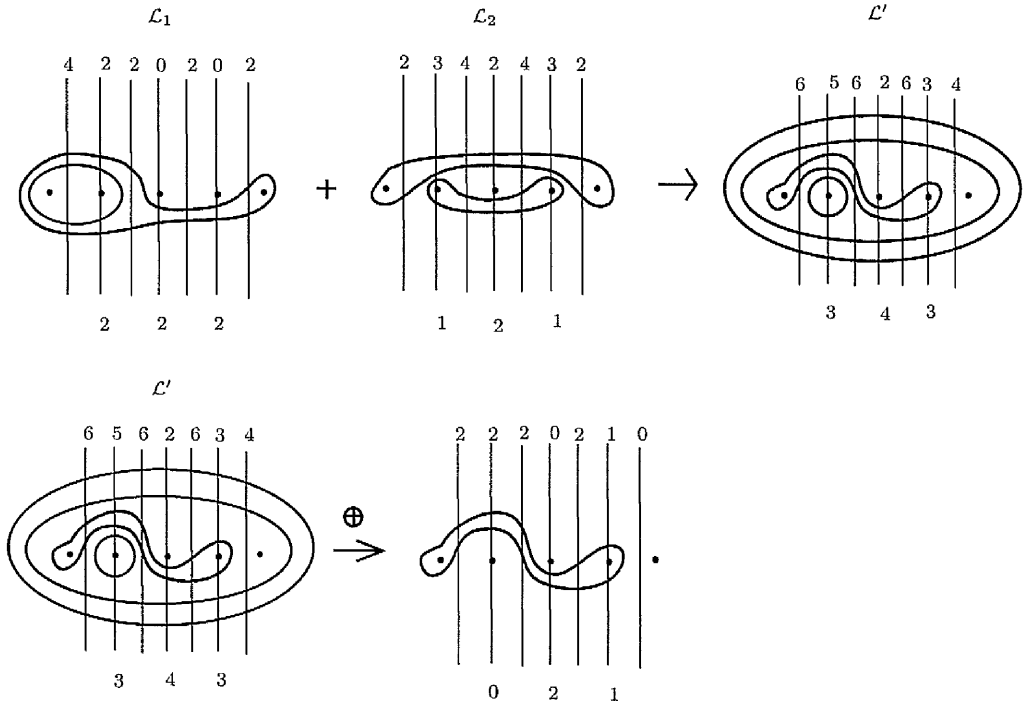 ℒ₁ ℒ₂ ℒ′
4 2 2 0 2 0 2 2 3 4 2 4 3 2 6 5 6 2 6 3 4
+ →
2 2 2 1 2 1 3 4 3
ℒ′
6 5 6 2 6 3 4 2 2 2 0 2 1 0
⊕
→
3 4 3 0 2 1